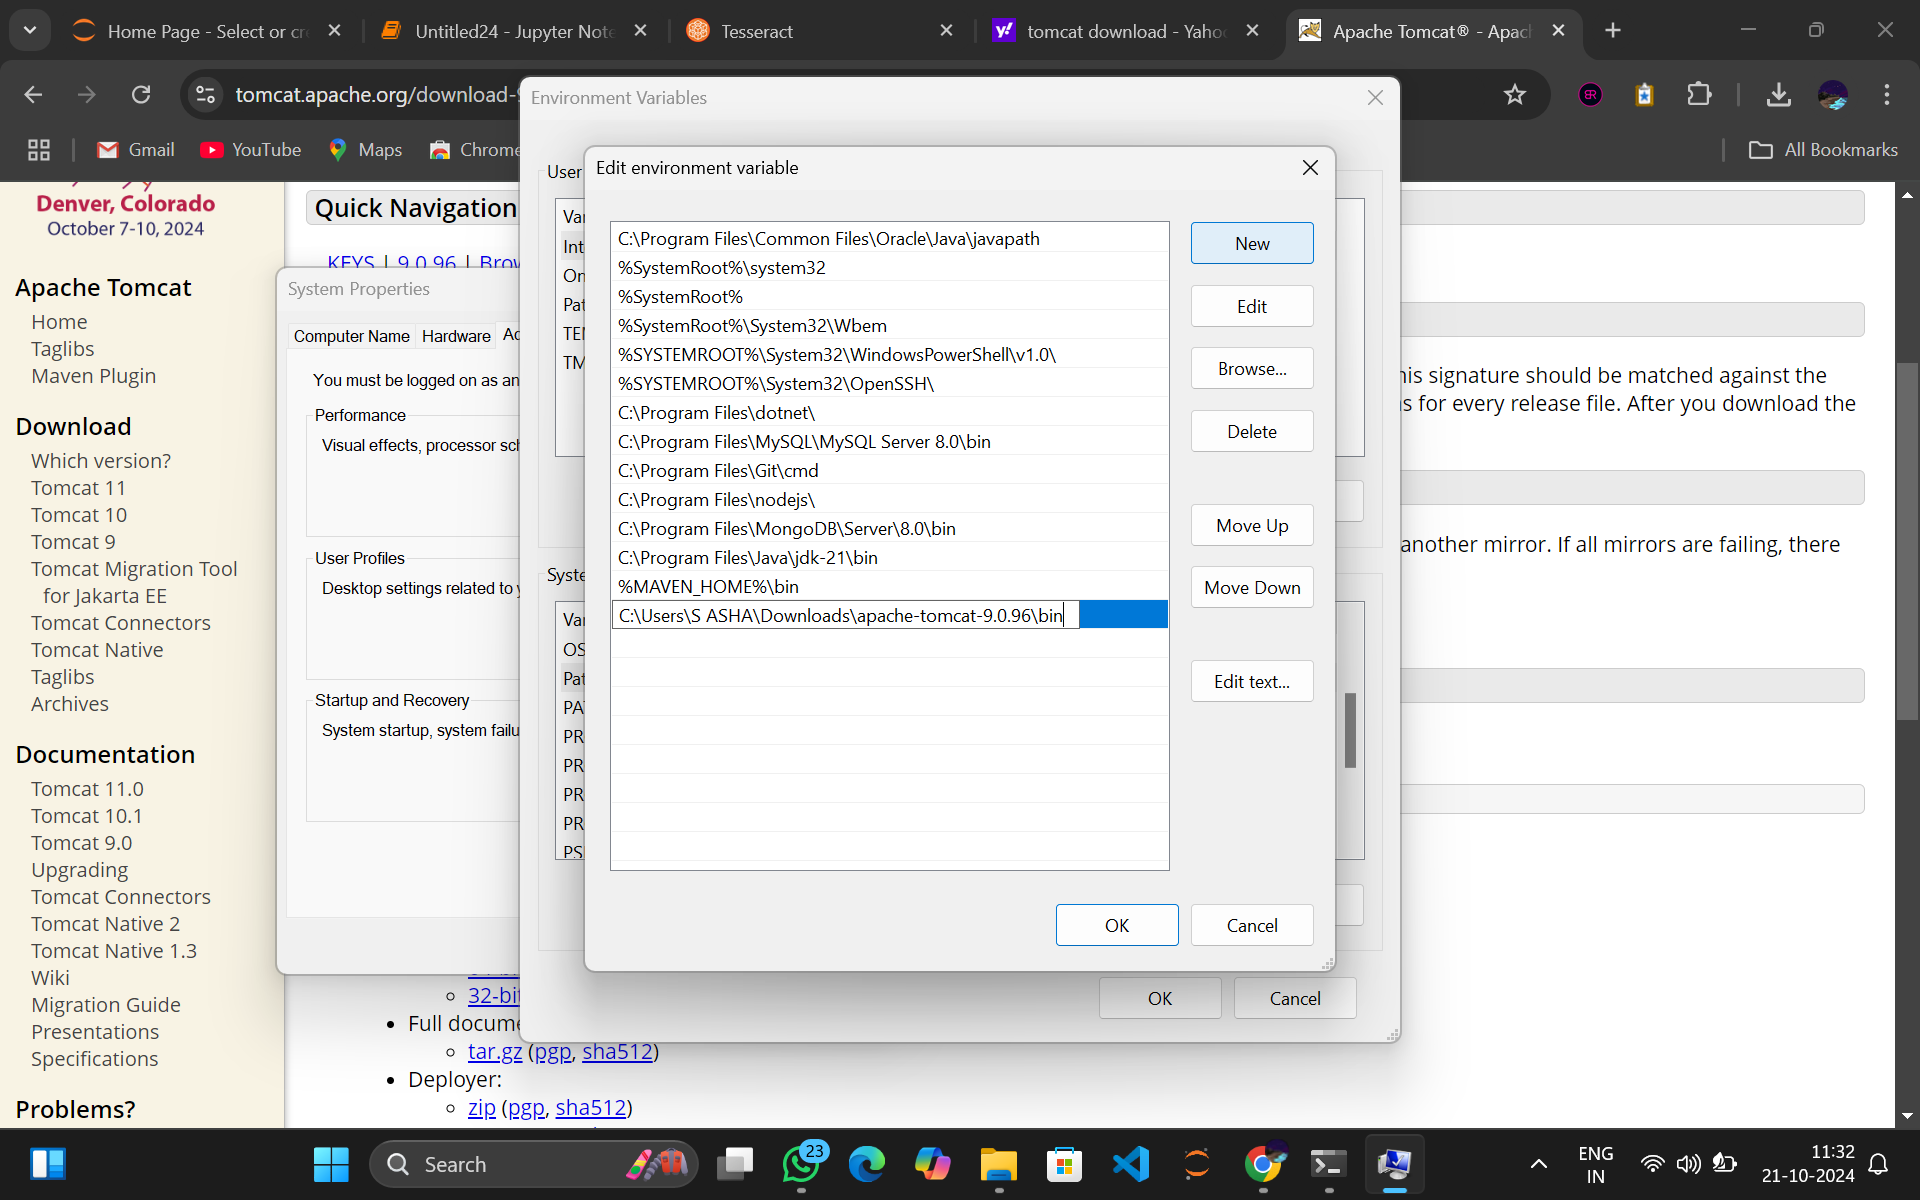 Home Page - Select or cr
Untitled24 - Jupyter Note
Tesseract
tomcat download - Yaho
Apache Tomcat® - Apac
tomcat.apache.org/download-9
Gmail
YouTube
Maps
Chrome
All Bookmarks
Denver, Colorado
October 7-10, 2024
Apache Tomcat
Home
Taglibs
Maven Plugin
Download
Which version?
Tomcat 11
Tomcat 10
Tomcat 9
Tomcat Migration Tool
for Jakarta EE
Tomcat Connectors
Tomcat Native
Taglibs
Archives
Documentation
Tomcat 11.0
Tomcat 10.1
Tomcat 9.0
Upgrading
Tomcat Connectors
Tomcat Native 2
Tomcat Native 1.3
Wiki
Migration Guide
Presentations
Specifications
Problems?
Quick Navigation
KEYS | 9.0.96 | Brow
his signature should be matched against the
s for every release file. After you download the
another mirror. If all mirrors are failing, there
32-bit
Full docume
tar.gz (pgp, sha512)
Deployer:
zip (pgp, sha512)
System Properties
Computer Name
Hardware
You must be logged on as an
Performance
Visual effects, processor sch
User Profiles
Desktop settings related to y
Startup and Recovery
System startup, system failu
Environment Variables
User
Var
Int
On
Pat
TE
TM
Syste
Var
OS
Pat
PA
PR
PR
PR
PR
PS
OK
Cancel
Edit environment variable
C:\Program Files\Common Files\Oracle\Java\javapath
%SystemRoot%\system32
%SystemRoot%
%SystemRoot%\System32\Wbem
%SYSTEMROOT%\System32\WindowsPowerShell\v1.0\
%SYSTEMROOT%\System32\OpenSSH\
C:\Program Files\dotnet\
C:\Program Files\MySQL\MySQL Server 8.0\bin
C:\Program Files\Git\cmd
C:\Program Files\nodejs\
C:\Program Files\MongoDB\Server\8.0\bin
C:\Program Files\Java\jdk-21\bin
%MAVEN_HOME%\bin
C:\Users\S ASHA\Downloads\apache-tomcat-9.0.96\bin
New
Edit
Browse...
Delete
Move Up
Move Down
Edit text...
OK
Cancel
Search
23
ENG
IN
11:32
21-10-2024